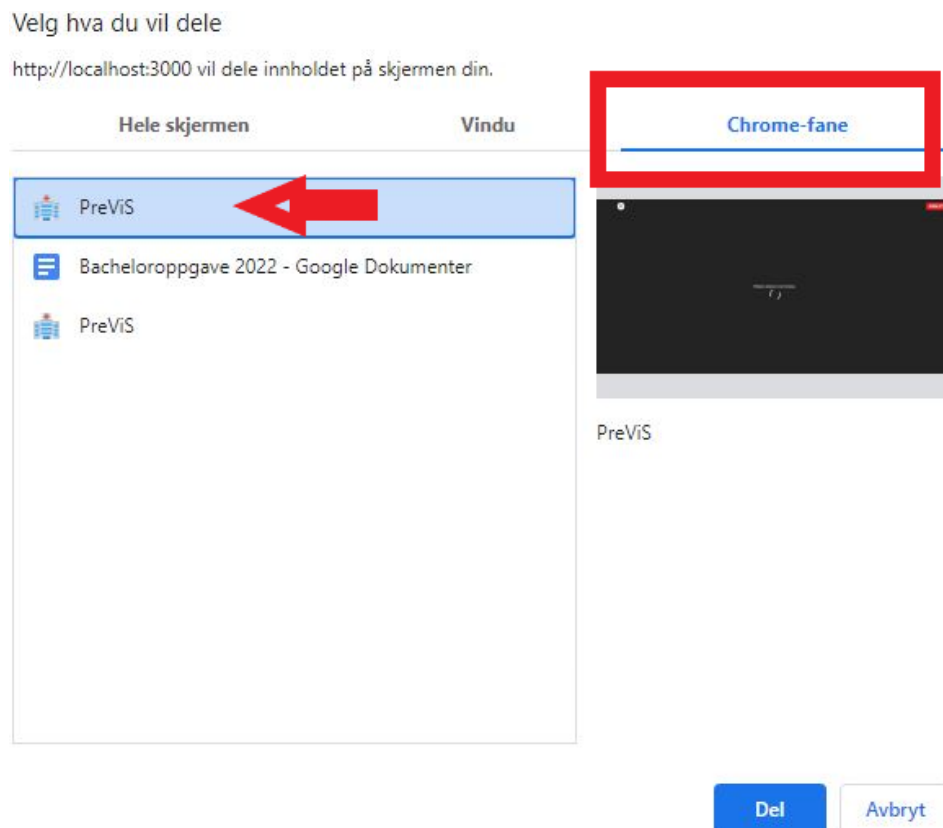 Velg hva du vil dele
http://localhost:3000 vil dele innholdet på skjermen din.
Hele skjermen Vindu Chrome-fane
PreViS
Bacheloroppgave 2022 - Google Dokumenter
PreViS
PreViS
Del Avbryt